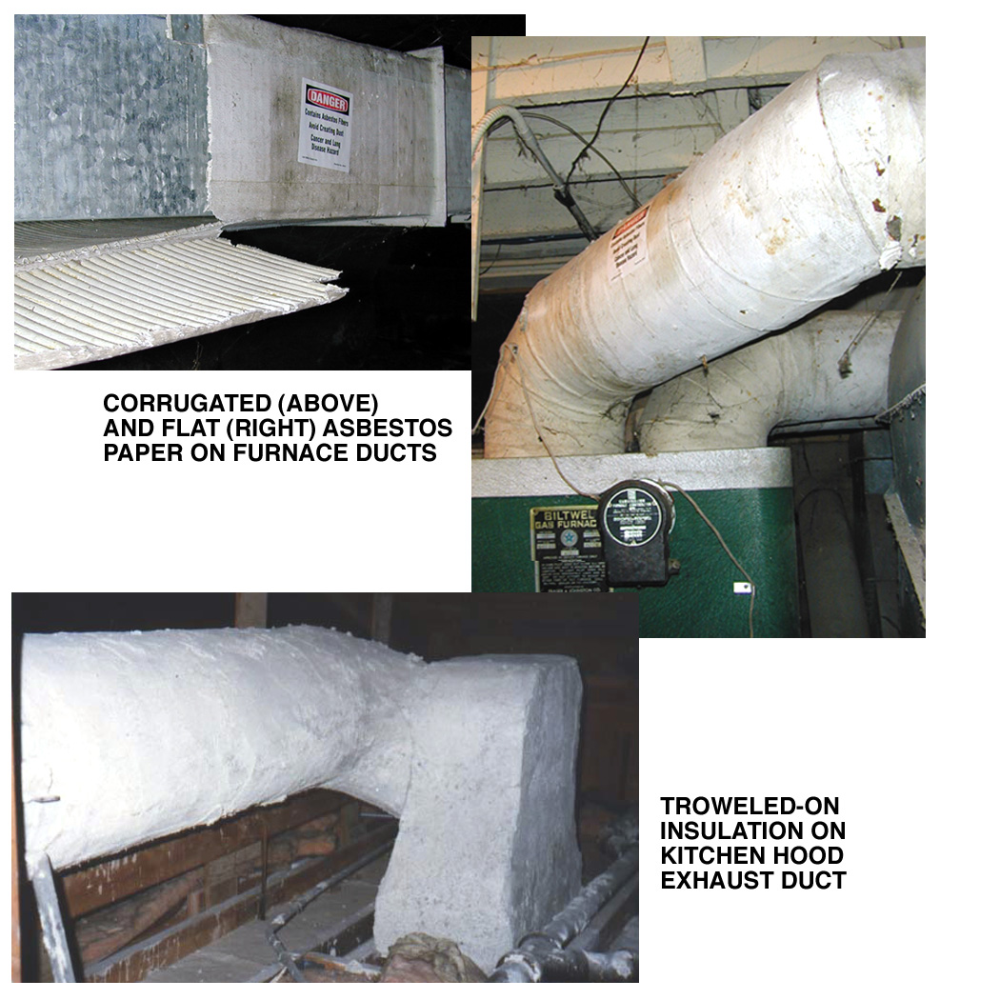 DANGER
Contains Asbestos Fibers
Avoid Creating Dust
Cancer and Lung
Disease Hazard
CORRUGATED (ABOVE)
AND FLAT (RIGHT) ASBESTOS
PAPER ON FURNACE DUCTS
BILTWEL
GAS FURNAC
TROWELED-ON
INSULATION ON
KITCHEN HOOD
EXHAUST DUCT